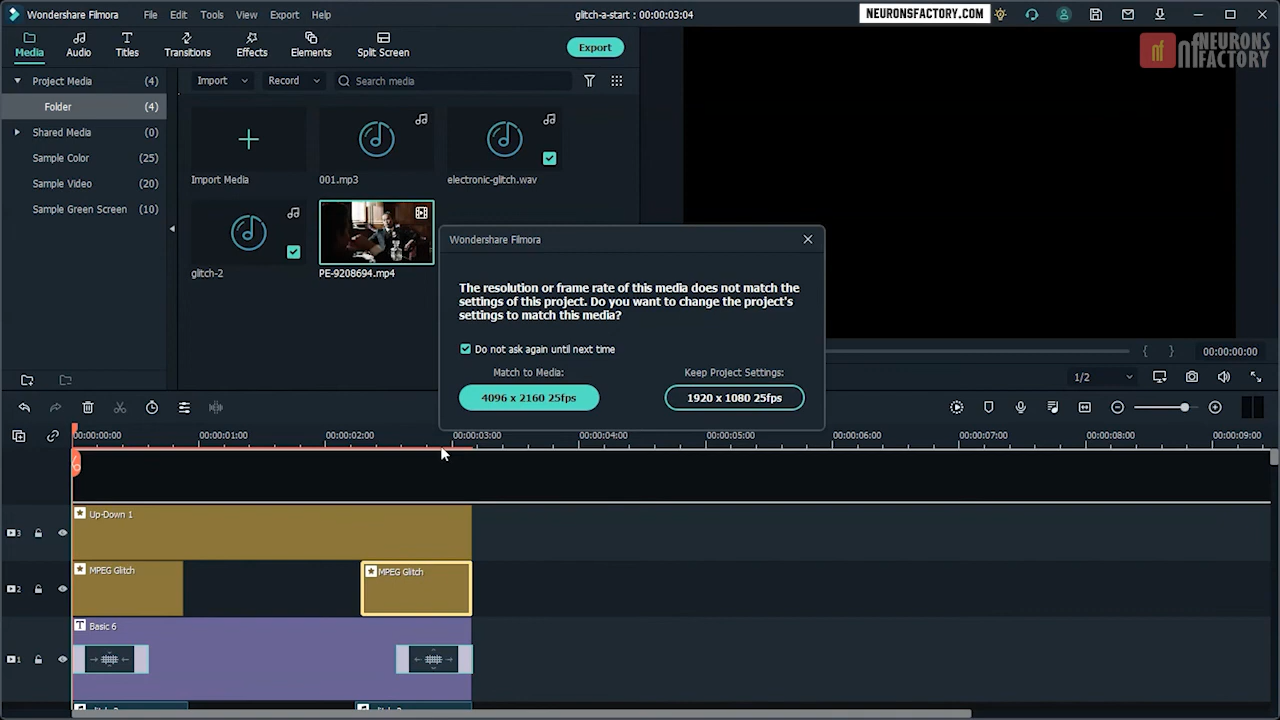 Wondershare Filmora
File
Edit
Tools
View
Export
Help
glitch-a-start : 00:00:03:04
NEURONSFACTORY.COM
Media
Audio
Titles
Transitions
Effects
Elements
Split Screen
Export
nf
nf NEURONS
FACTORY
Project Media (4)
Folder (4)
Shared Media (0)
Sample Color (25)
Sample Video (20)
Sample Green Screen (10)
Import
Record
Search media
Import Media
001.mp3
electronic-glitch.wav
glitch-2
PE-9208694.mp4
Wondershare Filmora
The resolution or frame rate of this media does not match the
settings of this project. Do you want to change the project's
settings to match this media?
Do not ask again until next time
Match to Media:
Keep Project Settings:
4096 x 2160 25fps
1920 x 1080 25fps
{ }
00:00:00:00
1/2
00:00:00:00
00:00:01:00
00:00:02:00
00:00:03:00
00:00:04:00
00:00:05:00
00:00:06:00
00:00:07:00
00:00:08:00
00:00:09:00
3
Up-Down 1
2
MPEG Glitch
MPEG Glitch
1
T
Basic 6